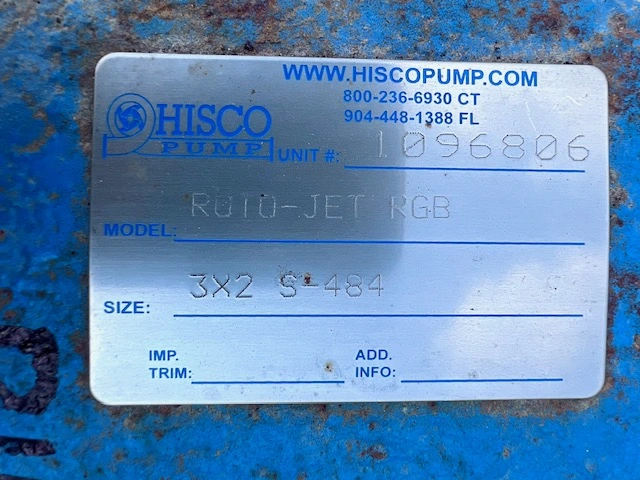 WWW.HISCOPUMP.COM
800-236-6930 CT
904-448-1388 FL
HISCO
PUMP
UNIT #: 1096806
MODEL: ROTO-JET RGB
SIZE: 3X2 S-484
IMP. TRIM:
ADD. INFO: